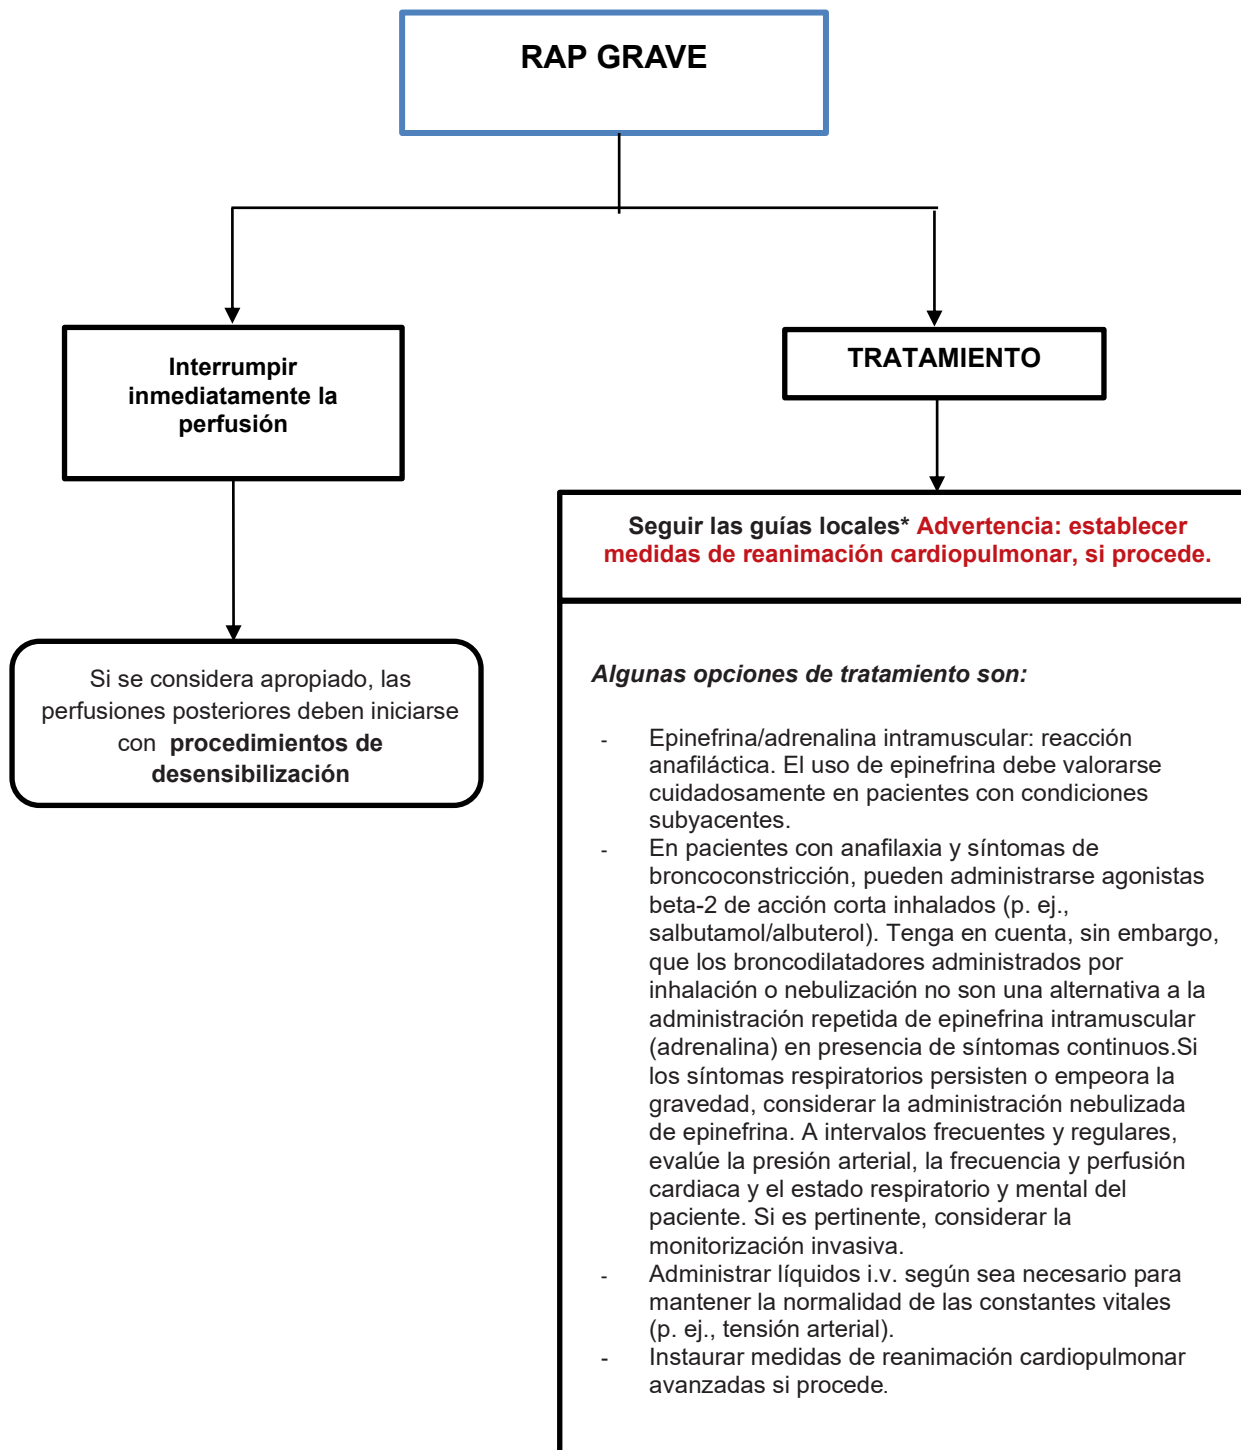 RAP GRAVE
Interrumpir
inmediatamente la
perfusión
Si se considera apropiado, las
perfusiones posteriores deben iniciarse
con procedimientos de
desensibilización
TRATAMIENTO
Seguir las guías locales* Advertencia: establecer
medidas de reanimación cardiopulmonar, si procede.
Algunas opciones de tratamiento son:
- Epinefrina/adrenalina intramuscular: reacción
anafiláctica. El uso de epinefrina debe valorarse
cuidadosamente en pacientes con condiciones
subyacentes.
- En pacientes con anafilaxia y síntomas de
broncoconstricción, pueden administrarse agonistas
beta-2 de acción corta inhalados (p. ej.,
salbutamol/albuterol). Tenga en cuenta, sin embargo,
que los broncodilatadores administrados por
inhalación o nebulización no son una alternativa a la
administración repetida de epinefrina intramuscular
(adrenalina) en presencia de síntomas continuos.Si
los síntomas respiratorios persisten o empeora la
gravedad, considerar la administración nebulizada
de epinefrina. A intervalos frecuentes y regulares,
evalúe la presión arterial, la frecuencia y perfusión
cardiaca y el estado respiratorio y mental del
paciente. Si es pertinente, considerar la
monitorización invasiva.
- Administrar líquidos i.v. según sea necesario para
mantener la normalidad de las constantes vitales
(p. ej., tensión arterial).
- Instaurar medidas de reanimación cardiopulmonar
avanzadas si procede.